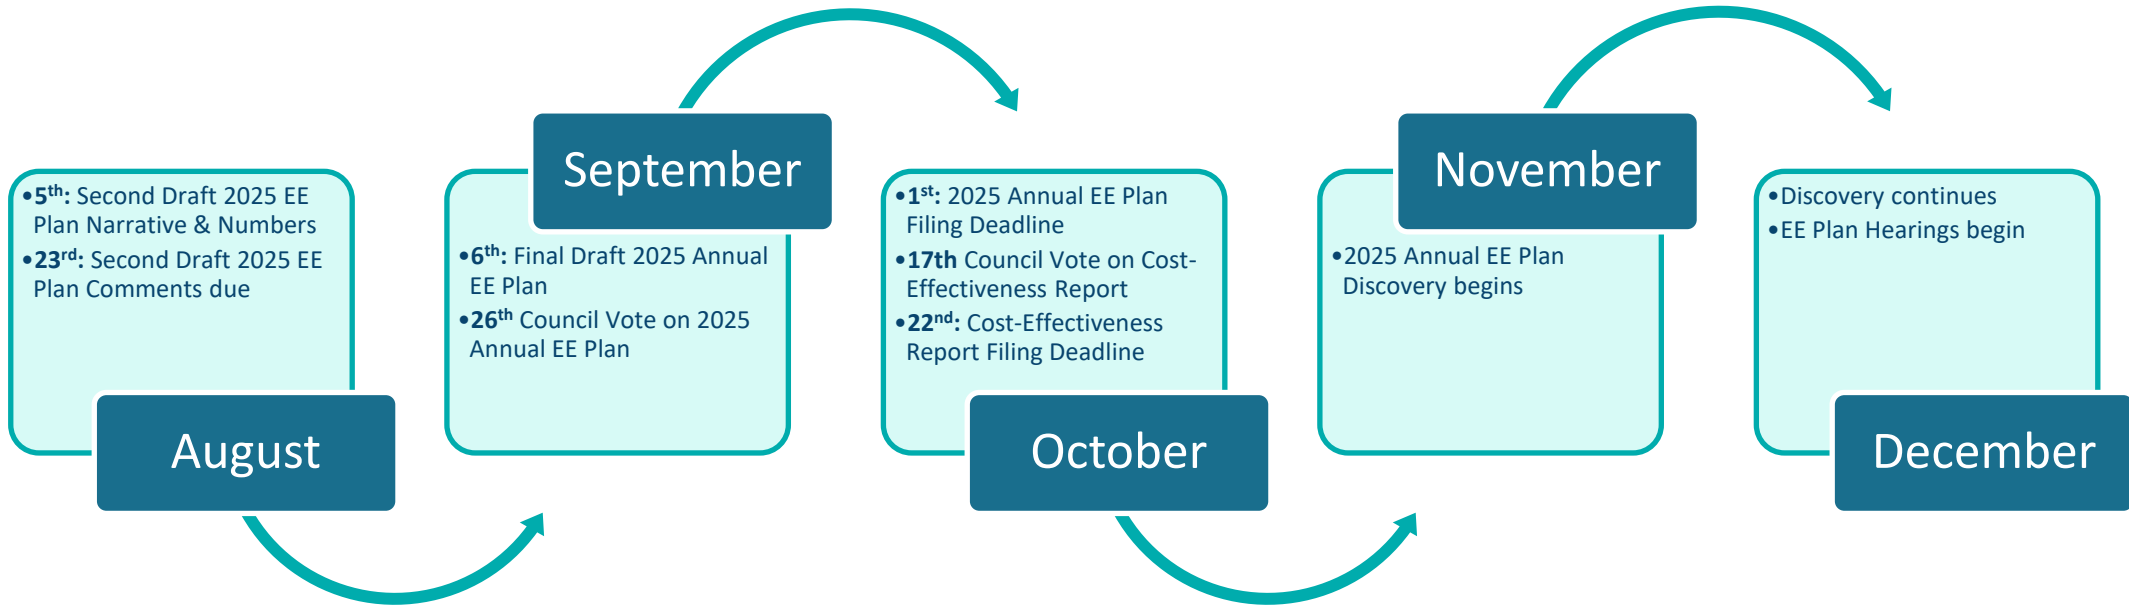 •5th: Second Draft 2025 EE
Plan Narrative & Numbers
•23rd: Second Draft 2025 EE
Plan Comments due
August
September
•6th: Final Draft 2025 Annual
EE Plan
•26th Council Vote on 2025
Annual EE Plan
•1st: 2025 Annual EE Plan
Filing Deadline
•17th Council Vote on Cost-
Effectiveness Report
•22nd: Cost-Effectiveness
Report Filing Deadline
October
November
•2025 Annual EE Plan
Discovery begins
•Discovery continues
•EE Plan Hearings begin
December